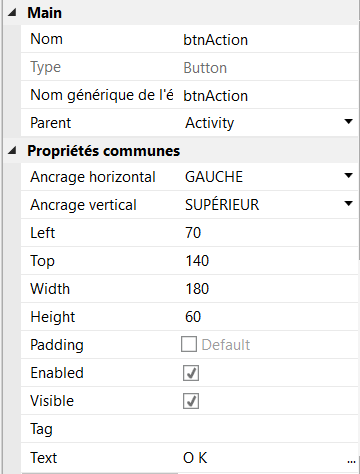 Main
Nom btnAction
Type Button
Nom générique de l'é btnAction
Parent Activity
Propriétés communes
Ancrage horizontal GAUCHE
Ancrage vertical SUPÉRIEUR
Left 70
Top 140
Width 180
Height 60
Padding Default
Enabled
Visible
Tag
Text O K ...